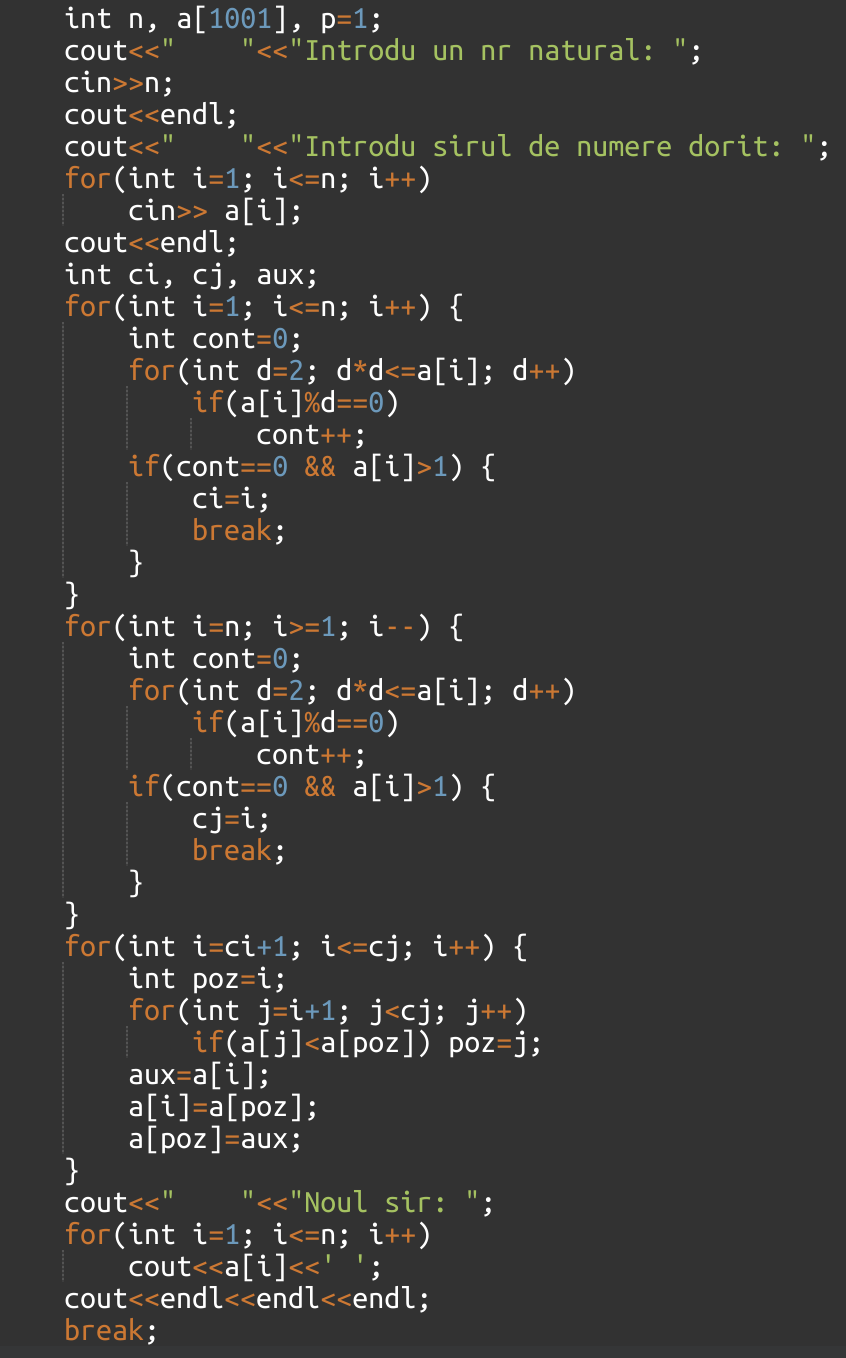 int n, a[1001], p=1;
cout<<"    "<<"Introdu un nr natural: ";
cin>>n;
cout<<endl;
cout<<"    "<<"Introdu sirul de numere dorit: ";
for(int i=1; i<=n; i++)
    cin>> a[i];
cout<<endl;
int ci, cj, aux;
for(int i=1; i<=n; i++) {
    int cont=0;
    for(int d=2; d*d<=a[i]; d++)
        if(a[i]%d==0)
            cont++;
    if(cont==0 && a[i]>1) {
        ci=i;
        break;
    }
}
for(int i=n; i>=1; i--) {
    int cont=0;
    for(int d=2; d*d<=a[i]; d++)
        if(a[i]%d==0)
            cont++;
    if(cont==0 && a[i]>1) {
        cj=i;
        break;
    }
}
for(int i=ci+1; i<=cj; i++) {
    int poz=i;
    for(int j=i+1; j<cj; j++)
        if(a[j]<a[poz]) poz=j;
    aux=a[i];
    a[i]=a[poz];
    a[poz]=aux;
}
cout<<"    "<<"Noul sir: ";
for(int i=1; i<=n; i++)
    cout<<a[i]<<' ';
cout<<endl<<endl<<endl;
break;